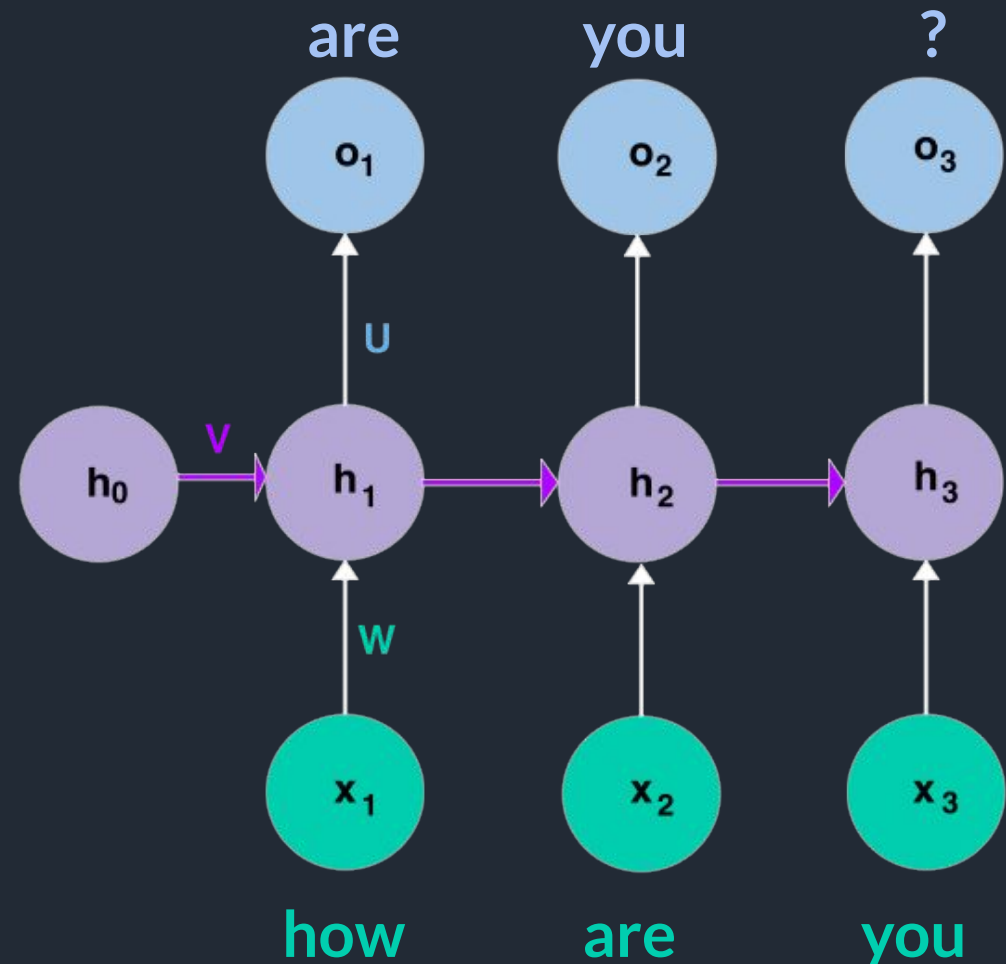 are you ?
o1 o2 o3
U
V
h0 h1 h2 h3
W
x1 x2 x3
how are you